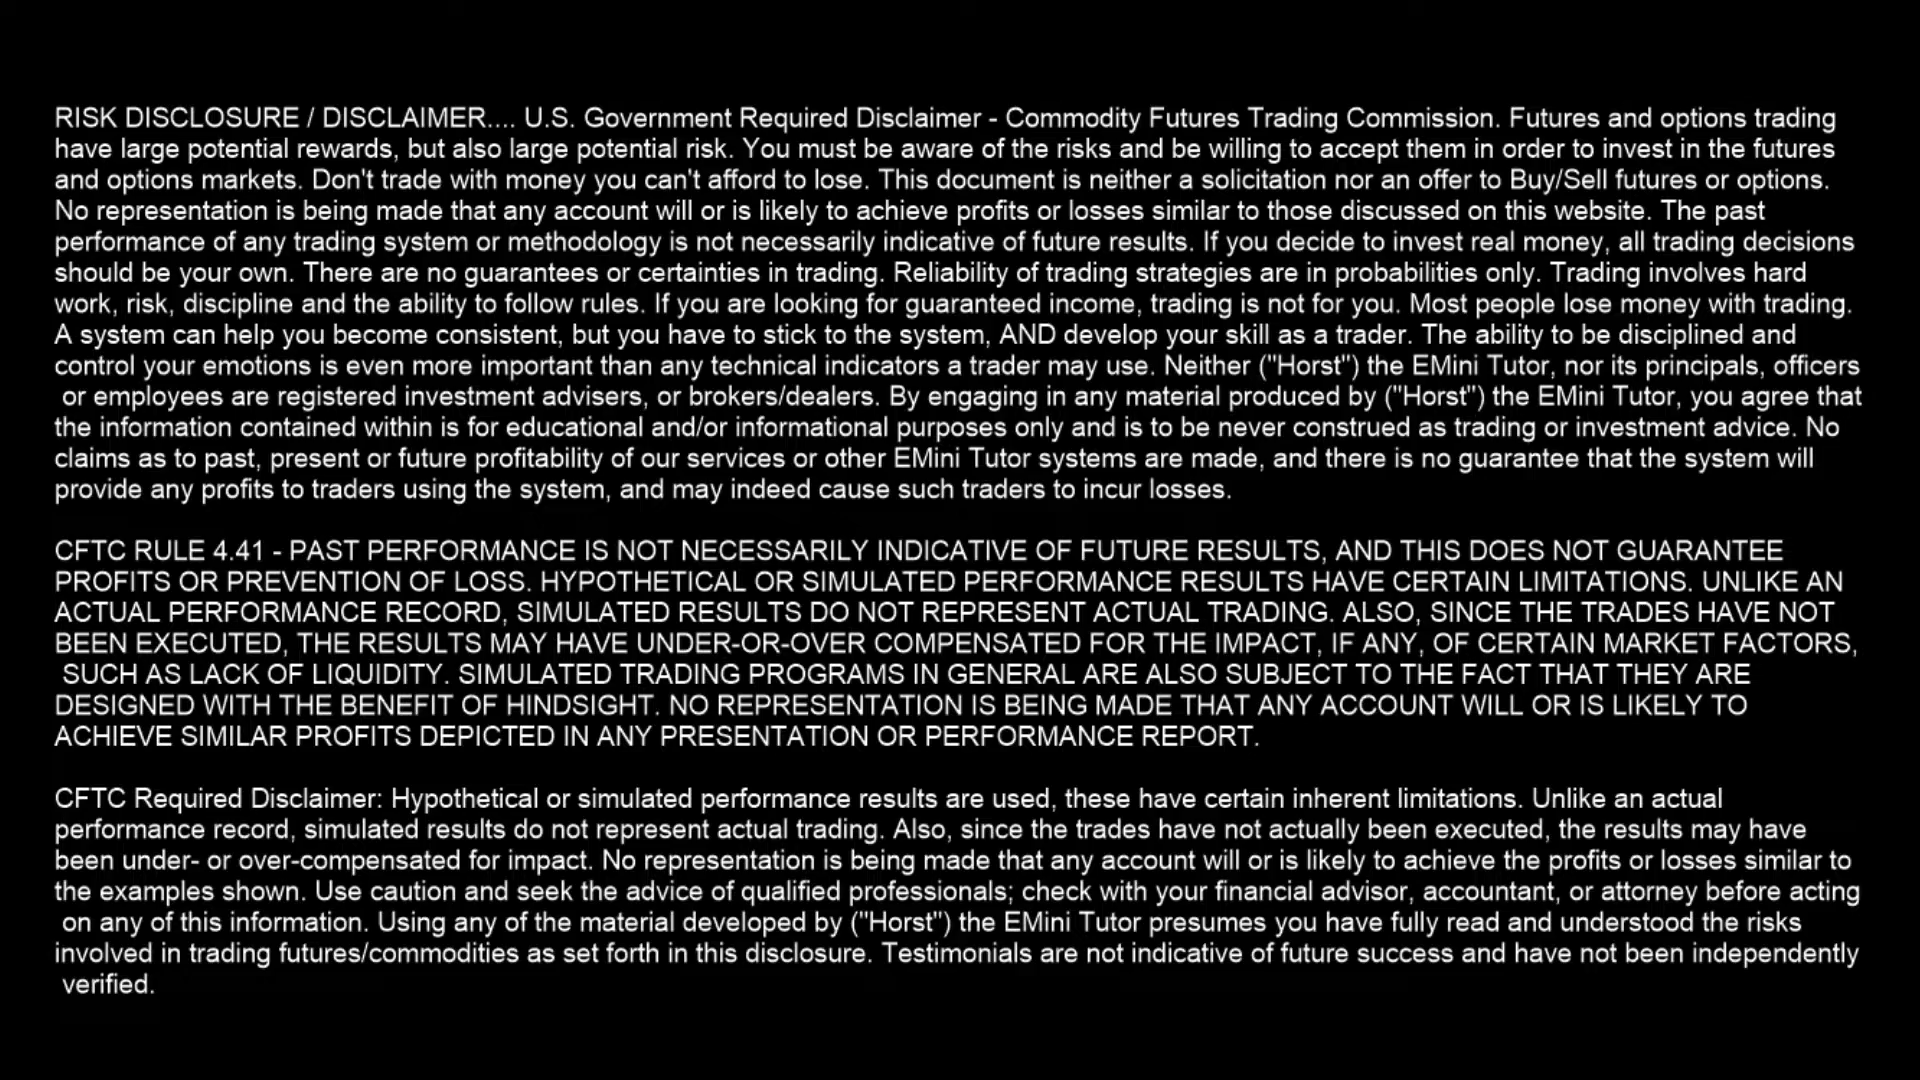 RISK DISCLOSURE / DISCLAIMER.... U.S. Government Required Disclaimer - Commodity Futures Trading Commission. Futures and options trading
have large potential rewards, but also large potential risk. You must be aware of the risks and be willing to accept them in order to invest in the futures
and options markets. Don't trade with money you can't afford to lose. This document is neither a solicitation nor an offer to Buy/Sell futures or options.
No representation is being made that any account will or is likely to achieve profits or losses similar to those discussed on this website. The past
performance of any trading system or methodology is not necessarily indicative of future results. If you decide to invest real money, all trading decisions
should be your own. There are no guarantees or certainties in trading. Reliability of trading strategies are in probabilities only. Trading involves hard
work, risk, discipline and the ability to follow rules. If you are looking for guaranteed income, trading is not for you. Most people lose money with trading.
A system can help you become consistent, but you have to stick to the system, AND develop your skill as a trader. The ability to be disciplined and
control your emotions is even more important than any technical indicators a trader may use. Neither ("Horst") the EMini Tutor, nor its principals, officers
or employees are registered investment advisers, or brokers/dealers. By engaging in any material produced by ("Horst") the EMini Tutor, you agree that
the information contained within is for educational and/or informational purposes only and is to be never construed as trading or investment advice. No
claims as to past, present or future profitability of our services or other EMini Tutor systems are made, and there is no guarantee that the system will
provide any profits to traders using the system, and may indeed cause such traders to incur losses.
CFTC RULE 4.41 - PAST PERFORMANCE IS NOT NECESSARILY INDICATIVE OF FUTURE RESULTS, AND THIS DOES NOT GUARANTEE
PROFITS OR PREVENTION OF LOSS. HYPOTHETICAL OR SIMULATED PERFORMANCE RESULTS HAVE CERTAIN LIMITATIONS. UNLIKE AN
ACTUAL PERFORMANCE RECORD, SIMULATED RESULTS DO NOT REPRESENT ACTUAL TRADING. ALSO, SINCE THE TRADES HAVE NOT
BEEN EXECUTED, THE RESULTS MAY HAVE UNDER-OR-OVER COMPENSATED FOR THE IMPACT, IF ANY, OF CERTAIN MARKET FACTORS,
SUCH AS LACK OF LIQUIDITY. SIMULATED TRADING PROGRAMS IN GENERAL ARE ALSO SUBJECT TO THE FACT THAT THEY ARE
DESIGNED WITH THE BENEFIT OF HINDSIGHT. NO REPRESENTATION IS BEING MADE THAT ANY ACCOUNT WILL OR IS LIKELY TO
ACHIEVE SIMILAR PROFITS DEPICTED IN ANY PRESENTATION OR PERFORMANCE REPORT.
CFTC Required Disclaimer: Hypothetical or simulated performance results are used, these have certain inherent limitations. Unlike an actual
performance record, simulated results do not represent actual trading. Also, since the trades have not actually been executed, the results may have
been under- or over-compensated for impact. No representation is being made that any account will or is likely to achieve the profits or losses similar to
the examples shown. Use caution and seek the advice of qualified professionals; check with your financial advisor, accountant, or attorney before acting
on any of this information. Using any of the material developed by ("Horst") the EMini Tutor presumes you have fully read and understood the risks
involved in trading futures/commodities as set forth in this disclosure. Testimonials are not indicative of future success and have not been independently
verified.